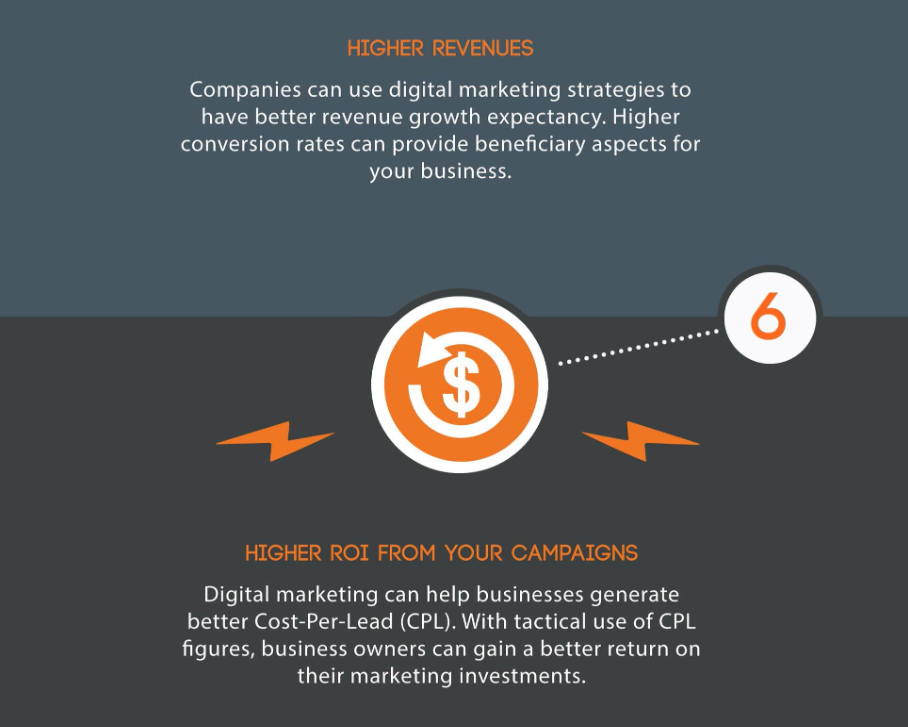 HIGHER REVENUES
Companies can use digital marketing strategies to
have better revenue growth expectancy. Higher
conversion rates can provide beneficiary aspects for
your business.
6
$
HIGHER ROI FROM YOUR CAMPAIGNS
Digital marketing can help businesses generate
better Cost-Per-Lead (CPL). With tactical use of CPL
figures, business owners can gain a better return on
their marketing investments.